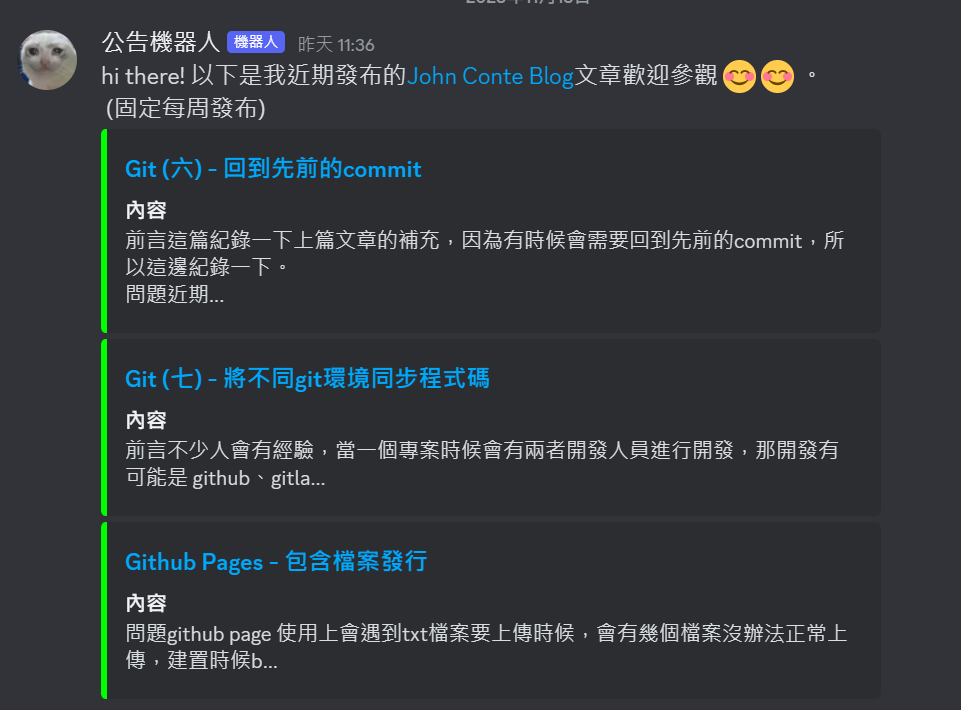 公告機器人 機器人 昨天 11:36
hi there! 以下是我近期發布的John Conte Blog文章歡迎參觀😊😊 。
(固定每周發布)
Git (六) - 回到先前的commit
內容
前言這篇紀錄一下上篇文章的補充，因為有時候會需要回到先前的commit，所
以這邊紀錄一下。
問題近期...
Git (七) - 將不同git環境同步程式碼
內容
前言不少人會有經驗，當一個專案時候會有兩者開發人員進行開發，那開發有
可能是 github、gitla...
Github Pages - 包含檔案發行
內容
問題github page 使用上會遇到txt檔案要上傳時候，會有幾個檔案沒辦法正常上
傳，建置時候b...